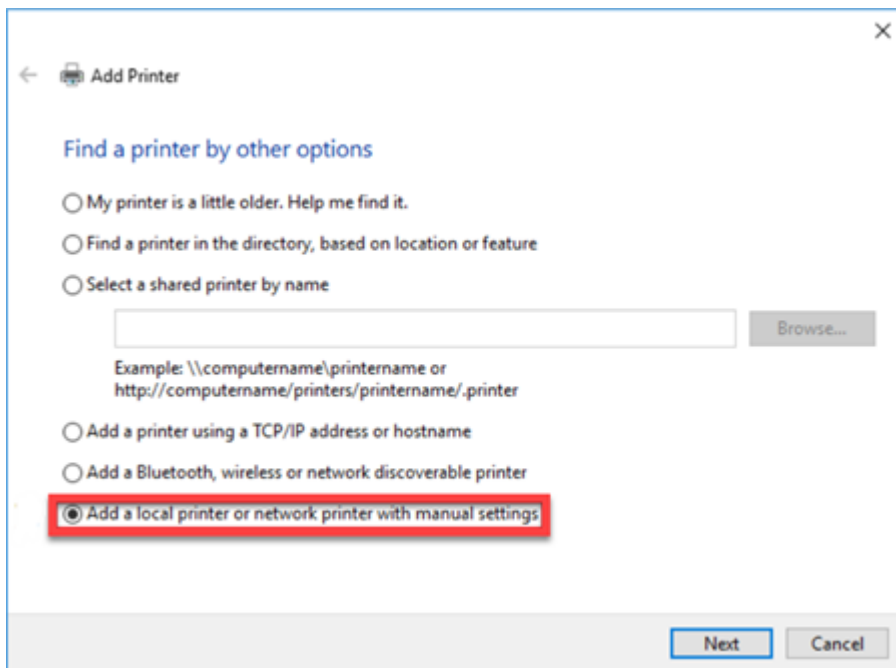 Add Printer
Find a printer by other options
My printer is a little older. Help me find it.
Find a printer in the directory, based on location or feature
Select a shared printer by name
Browse...
Example: \\computername\printername or
http://computername/printers/printername/.printer
Add a printer using a TCP/IP address or hostname
Add a Bluetooth, wireless or network discoverable printer
Add a local printer or network printer with manual settings
Next Cancel